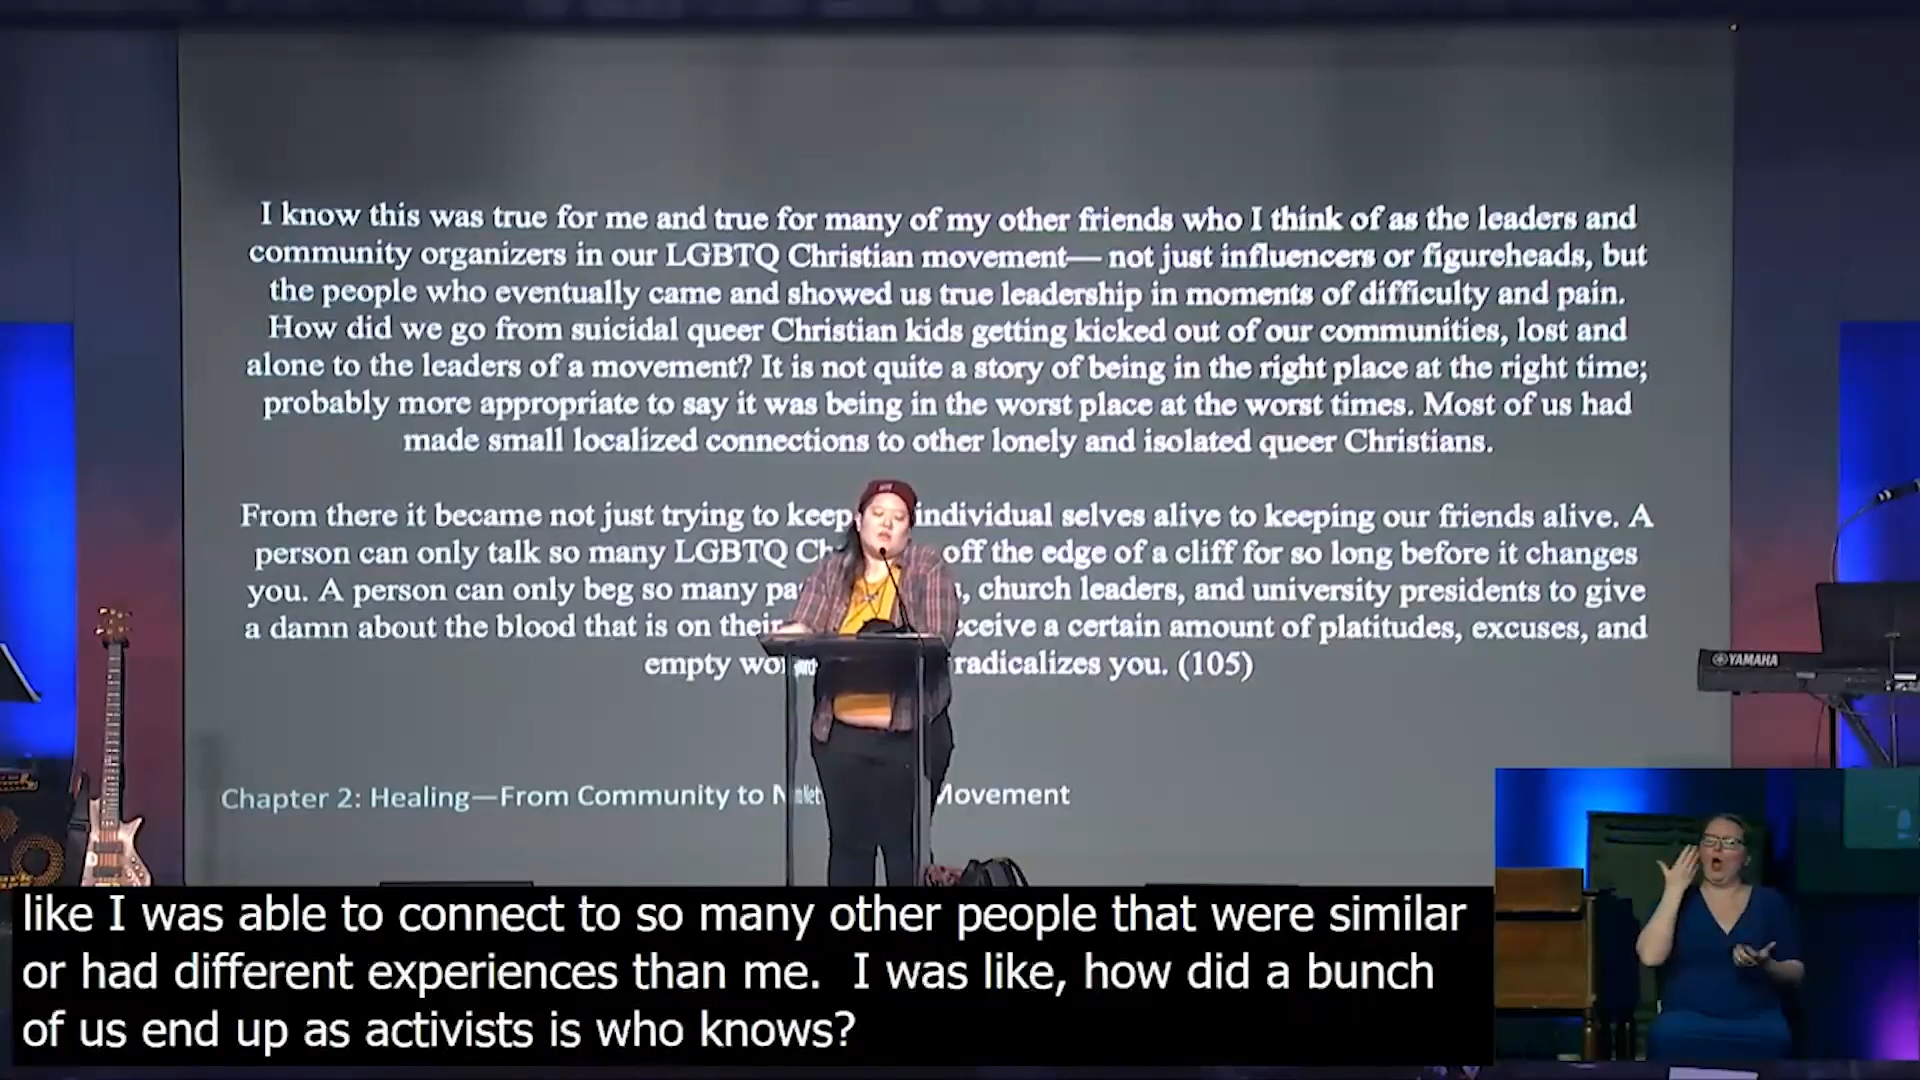 I know this was true for me and true for many of my other friends who I think of as the leaders and
community organizers in our LGBTQ Christian movement— not just influencers or figureheads, but
the people who eventually came and showed us true leadership in moments of difficulty and pain.
How did we go from suicidal queer Christian kids getting kicked out of our communities, lost and
alone to the leaders of a movement? It is not quite a story of being in the right place at the right time;
probably more appropriate to say it was being in the worst place at the worst times. Most of us had
made small localized connections to other lonely and isolated queer Christians.
From there it became not just trying to keep individual selves alive to keeping our friends alive. A
person can only talk so many LGBTQ off the edge of a cliff for so long before it changes
you. A person can only beg so many church leaders, and university presidents to give
a damn about the blood that is on their a certain amount of platitudes, excuses, and
empty radicalizes you. (105)
Chapter 2: Healing—From Community to Movement
YAMAHA
like I was able to connect to so many other people that were similar
or had different experiences than me. I was like, how did a bunch
of us end up as activists is who knows?